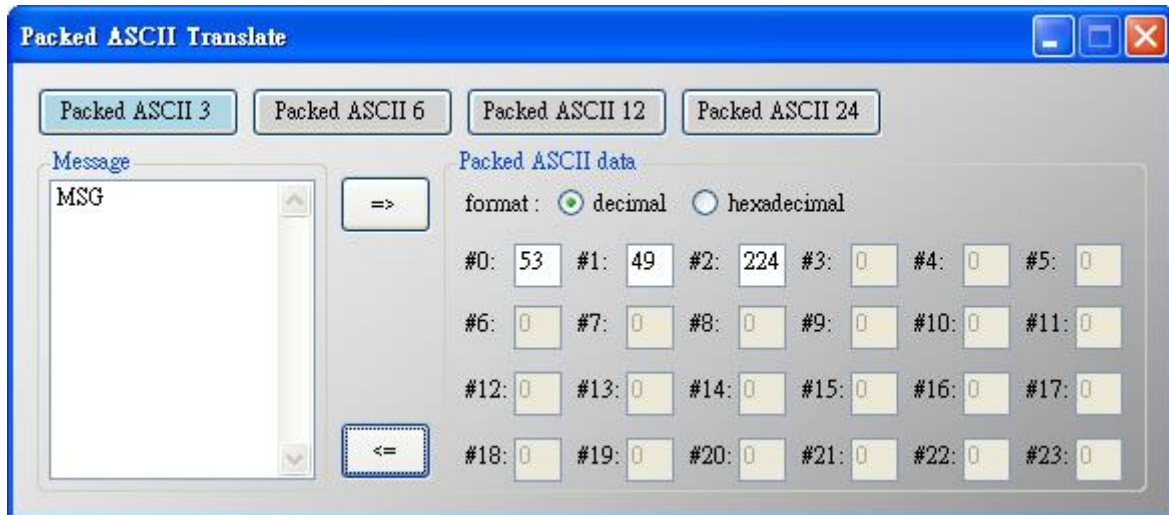 Packed ASCII Translate
Packed ASCII 3 Packed ASCII 6 Packed ASCII 12 Packed ASCII 24
Message Packed ASCII data
MSG
=> format : decimal hexadecimal
#0: 53 #1: 49 #2: 224 #3: 0 #4: 0 #5: 0
#6: 0 #7: 0 #8: 0 #9: 0 #10: 0 #11: 0
#12: 0 #13: 0 #14: 0 #15: 0 #16: 0 #17: 0
<= #18: 0 #19: 0 #20: 0 #21: 0 #22: 0 #23: 0